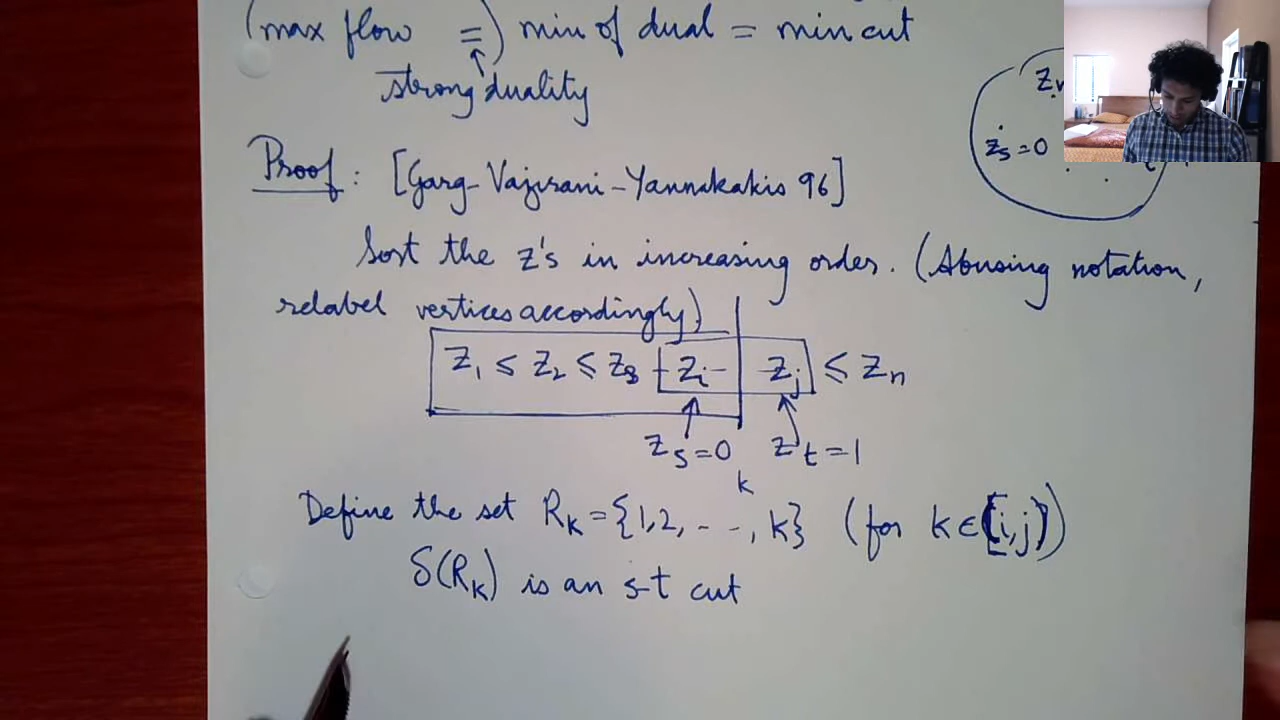 (max flow =) min of dual = min cut
strong duality
Z
Zs = 0
t
Proof: [Garg-Vazirani-Yannakakis 96]
Sort the z's in increasing order. (Abusing notation,
relabel vertices accordingly)
Z1 ≤ Z2 ≤ Z3 - Zi - - Zj ≤ Zn
Zs = 0 Zt = 1
k
Define the set Rk = {1,2, - - -, k} (for k ∈ [i,j))
δ(Rk) is an s-t cut